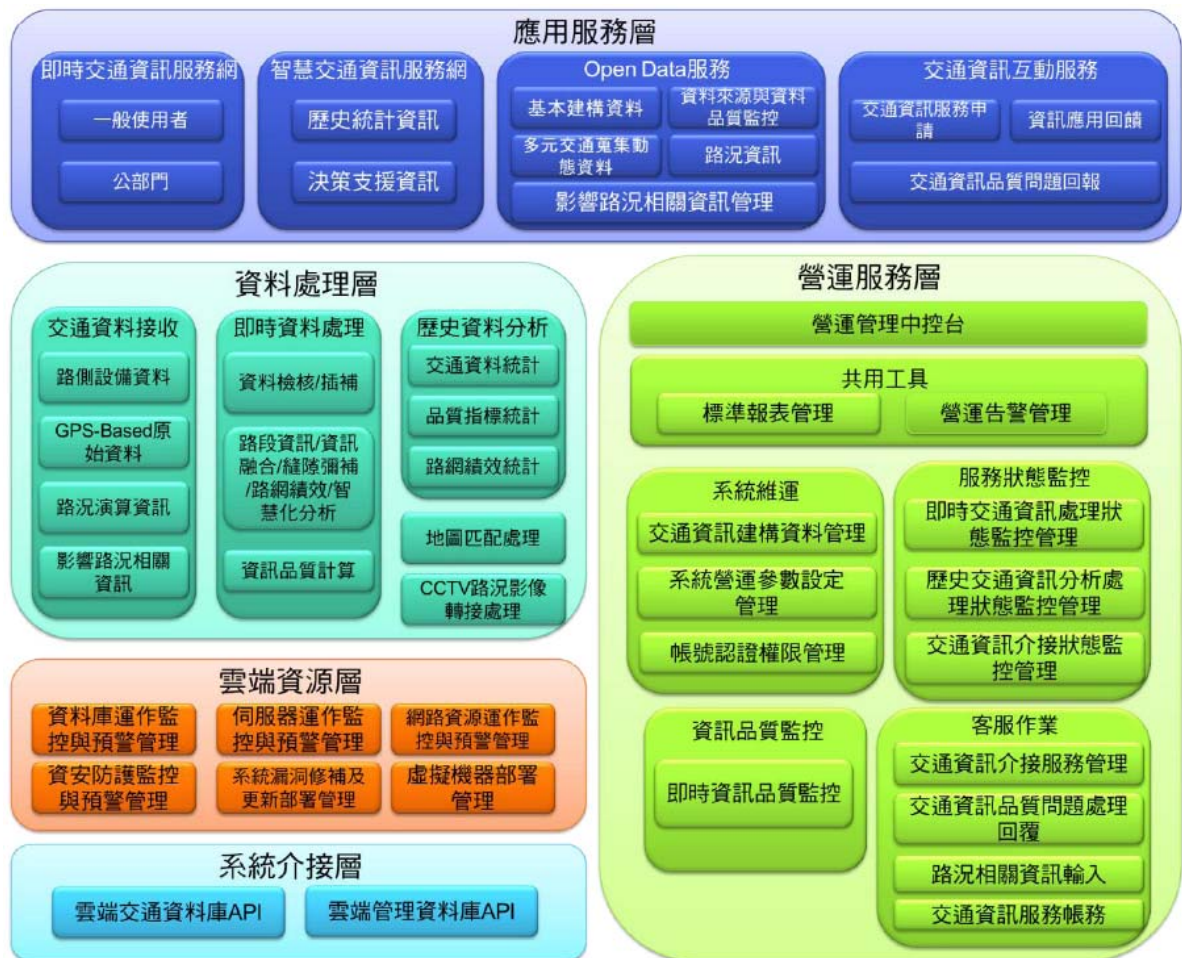 應用服務層
即時交通資訊服務網
一般使用者
公部門
智慧交通資訊服務網
歷史統計資訊
決策支援資訊
Open Data服務
基本建構資料
資料來源與資料
品質監控
多元交通蒐集動
態資料
路況資訊
影響路況相關資訊管理
交通資訊互動服務
交通資訊服務申
請
資訊應用回饋
交通資訊品質問題回報
資料處理層
交通資料接收
路側設備資料
GPS-Based原
始資料
路況演算資訊
影響路況相關
資訊
即時資料處理
資料檢核/插補
路段資訊/資訊
融合/縫隙彌補
/路網績效/智
慧化分析
資訊品質計算
歷史資料分析
交通資料統計
品質指標統計
路網績效統計
地圖匹配處理
CCTV路況影像
轉接處理
雲端資源層
資料庫運作監
控與預警管理
伺服器運作監
控與預警管理
網路資源運作監
控與預警管理
資安防護監控
與預警管理
系統漏洞修補及
更新部署管理
虛擬機器部署
管理
系統介接層
雲端交通資料庫API
雲端管理資料庫API
營運服務層
營運管理中控台
共用工具
標準報表管理
營運告警管理
系統維運
交通資訊建構資料管理
系統營運參數設定
管理
帳號認證權限管理
服務狀態監控
即時交通資訊處理狀
態監控管理
歷史交通資訊分析處
理狀態監控管理
交通資訊介接狀態監
控管理
資訊品質監控
即時資訊品質監控
客服作業
交通資訊介接服務管理
交通資訊品質問題處理
回覆
路況相關資訊輸入
交通資訊服務帳務